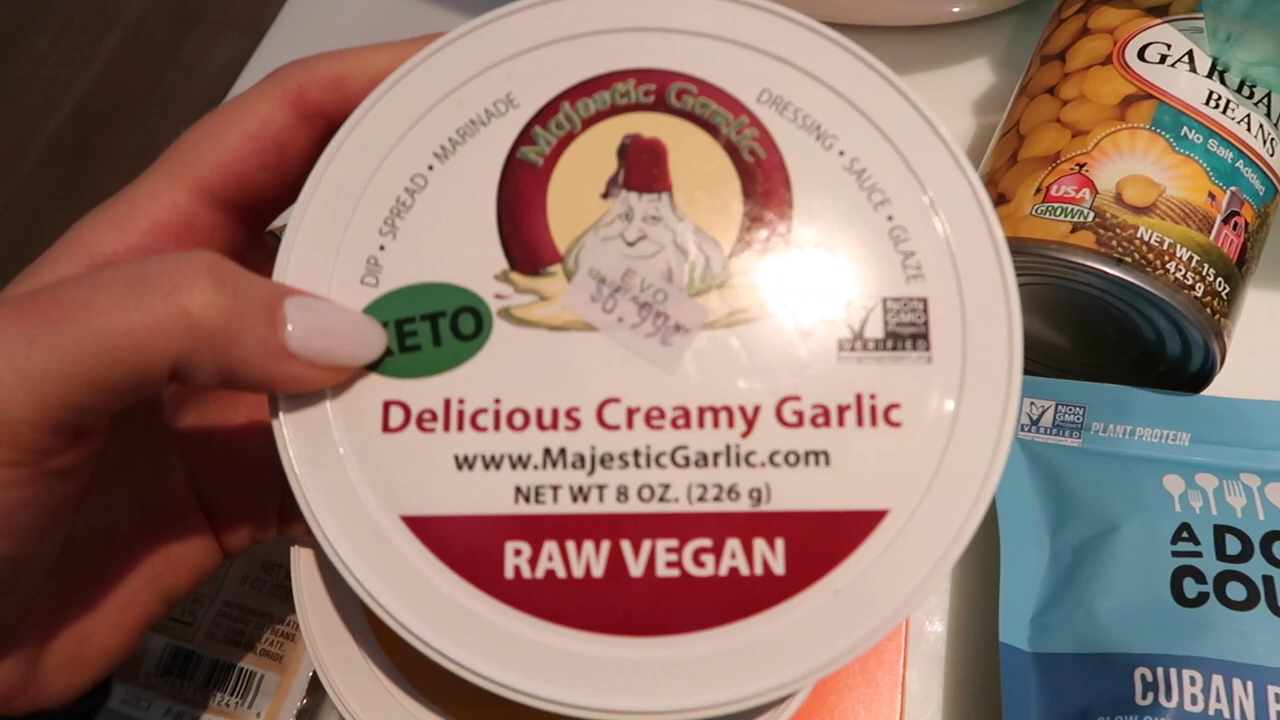 Majestic Garlic
DIP • SPREAD • MARINADE
DRESSING • SAUCE • GLAZE
E.V.O.
$6.99
KETO
NON
GMO
Project
VERIFIED
Delicious Creamy Garlic
www.MajesticGarlic.com
NET WT 8 OZ. (226 g)
RAW VEGAN
GARBA
BEANS
No Salt Added
USA
GROWN
NET WT. 15 OZ
425 g
NON
GMO
Project
VERIFIED
PLANT PROTEIN
A DO
COU
CUBAN